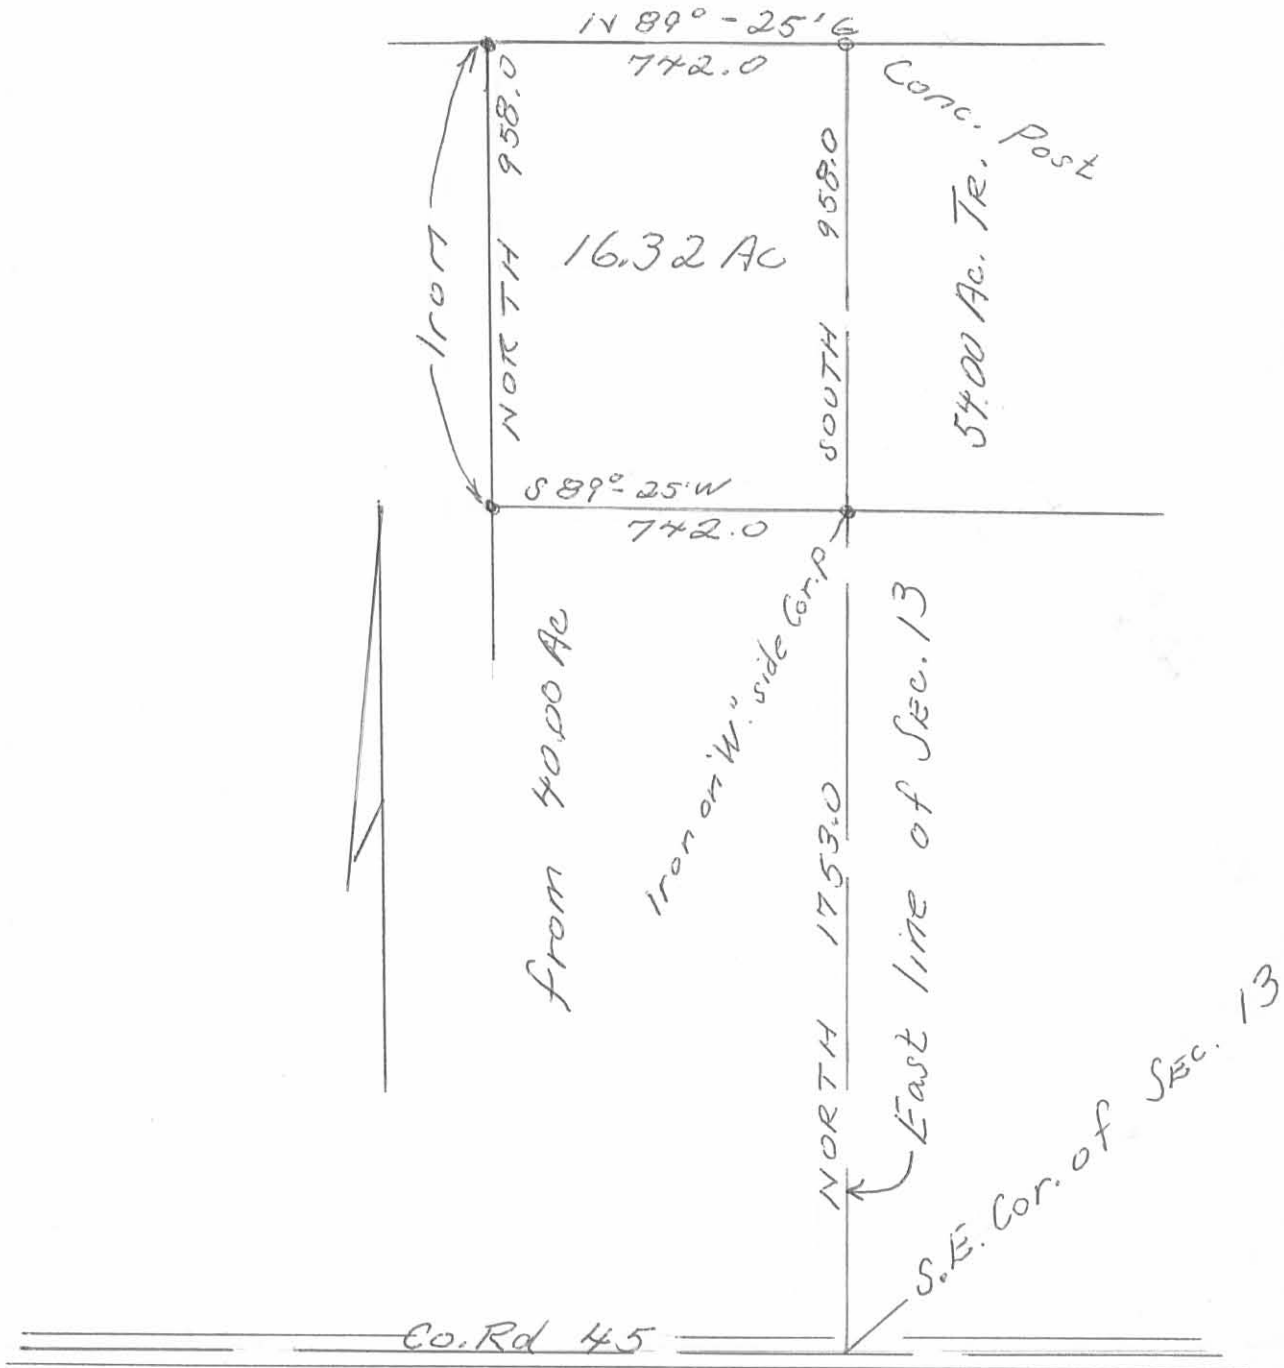 N 89° - 25' E
742.0
Conc. Post
958.0
NORTH
Iron
16.32 Ac
958.0
SOUTH
54.00 Ac. TR.
S 89° - 25' W
742.0
Iron on "W." side Cor. P
from 40.00 Ac
NORTH 1753.0
East line of SEC. 13
S.E. Cor. of SEC. 13
Co. Rd 45